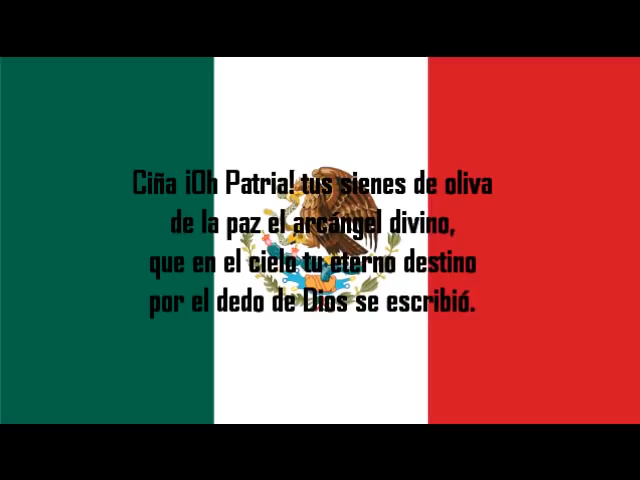 Ciña ¡Oh Patria! tus sienes de oliva
de la paz el arcángel divino,
que en el cielo tu eterno destino
por el dedo de Dios se escribió.